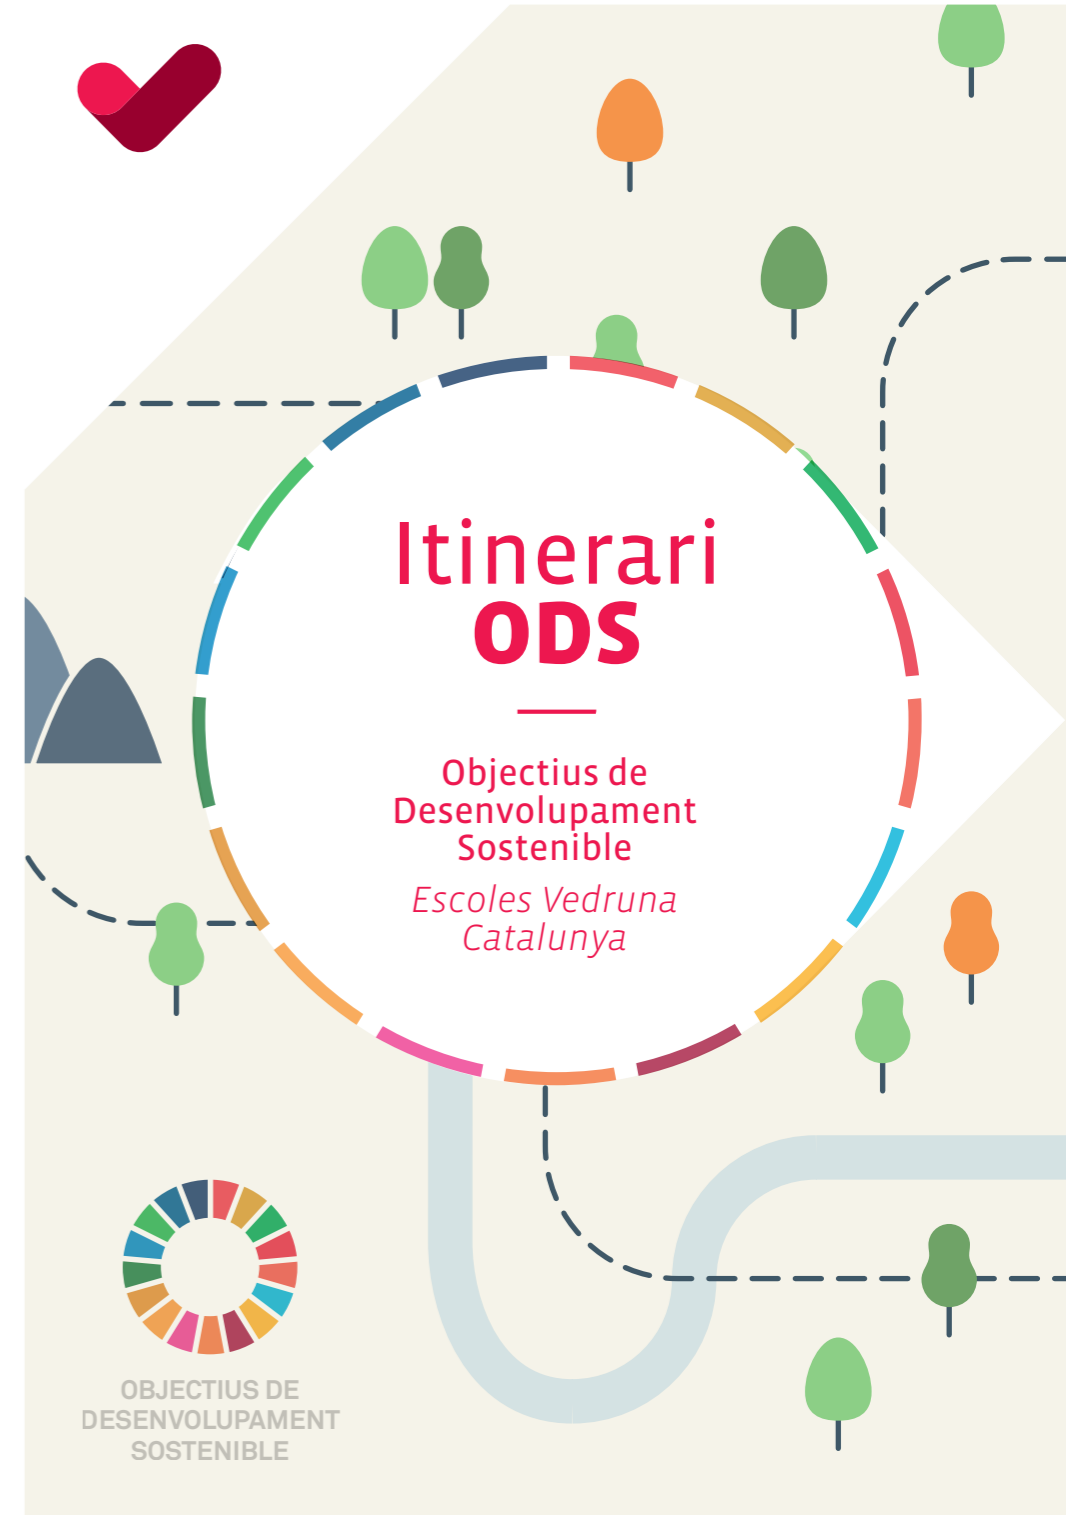 Itinerari
ODS
Objectius de
Desenvolupament
Sostenible
Escoles Vedruna
Catalunya
OBJECTIUS DE
DESENVOLUPAMENT
SOSTENIBLE